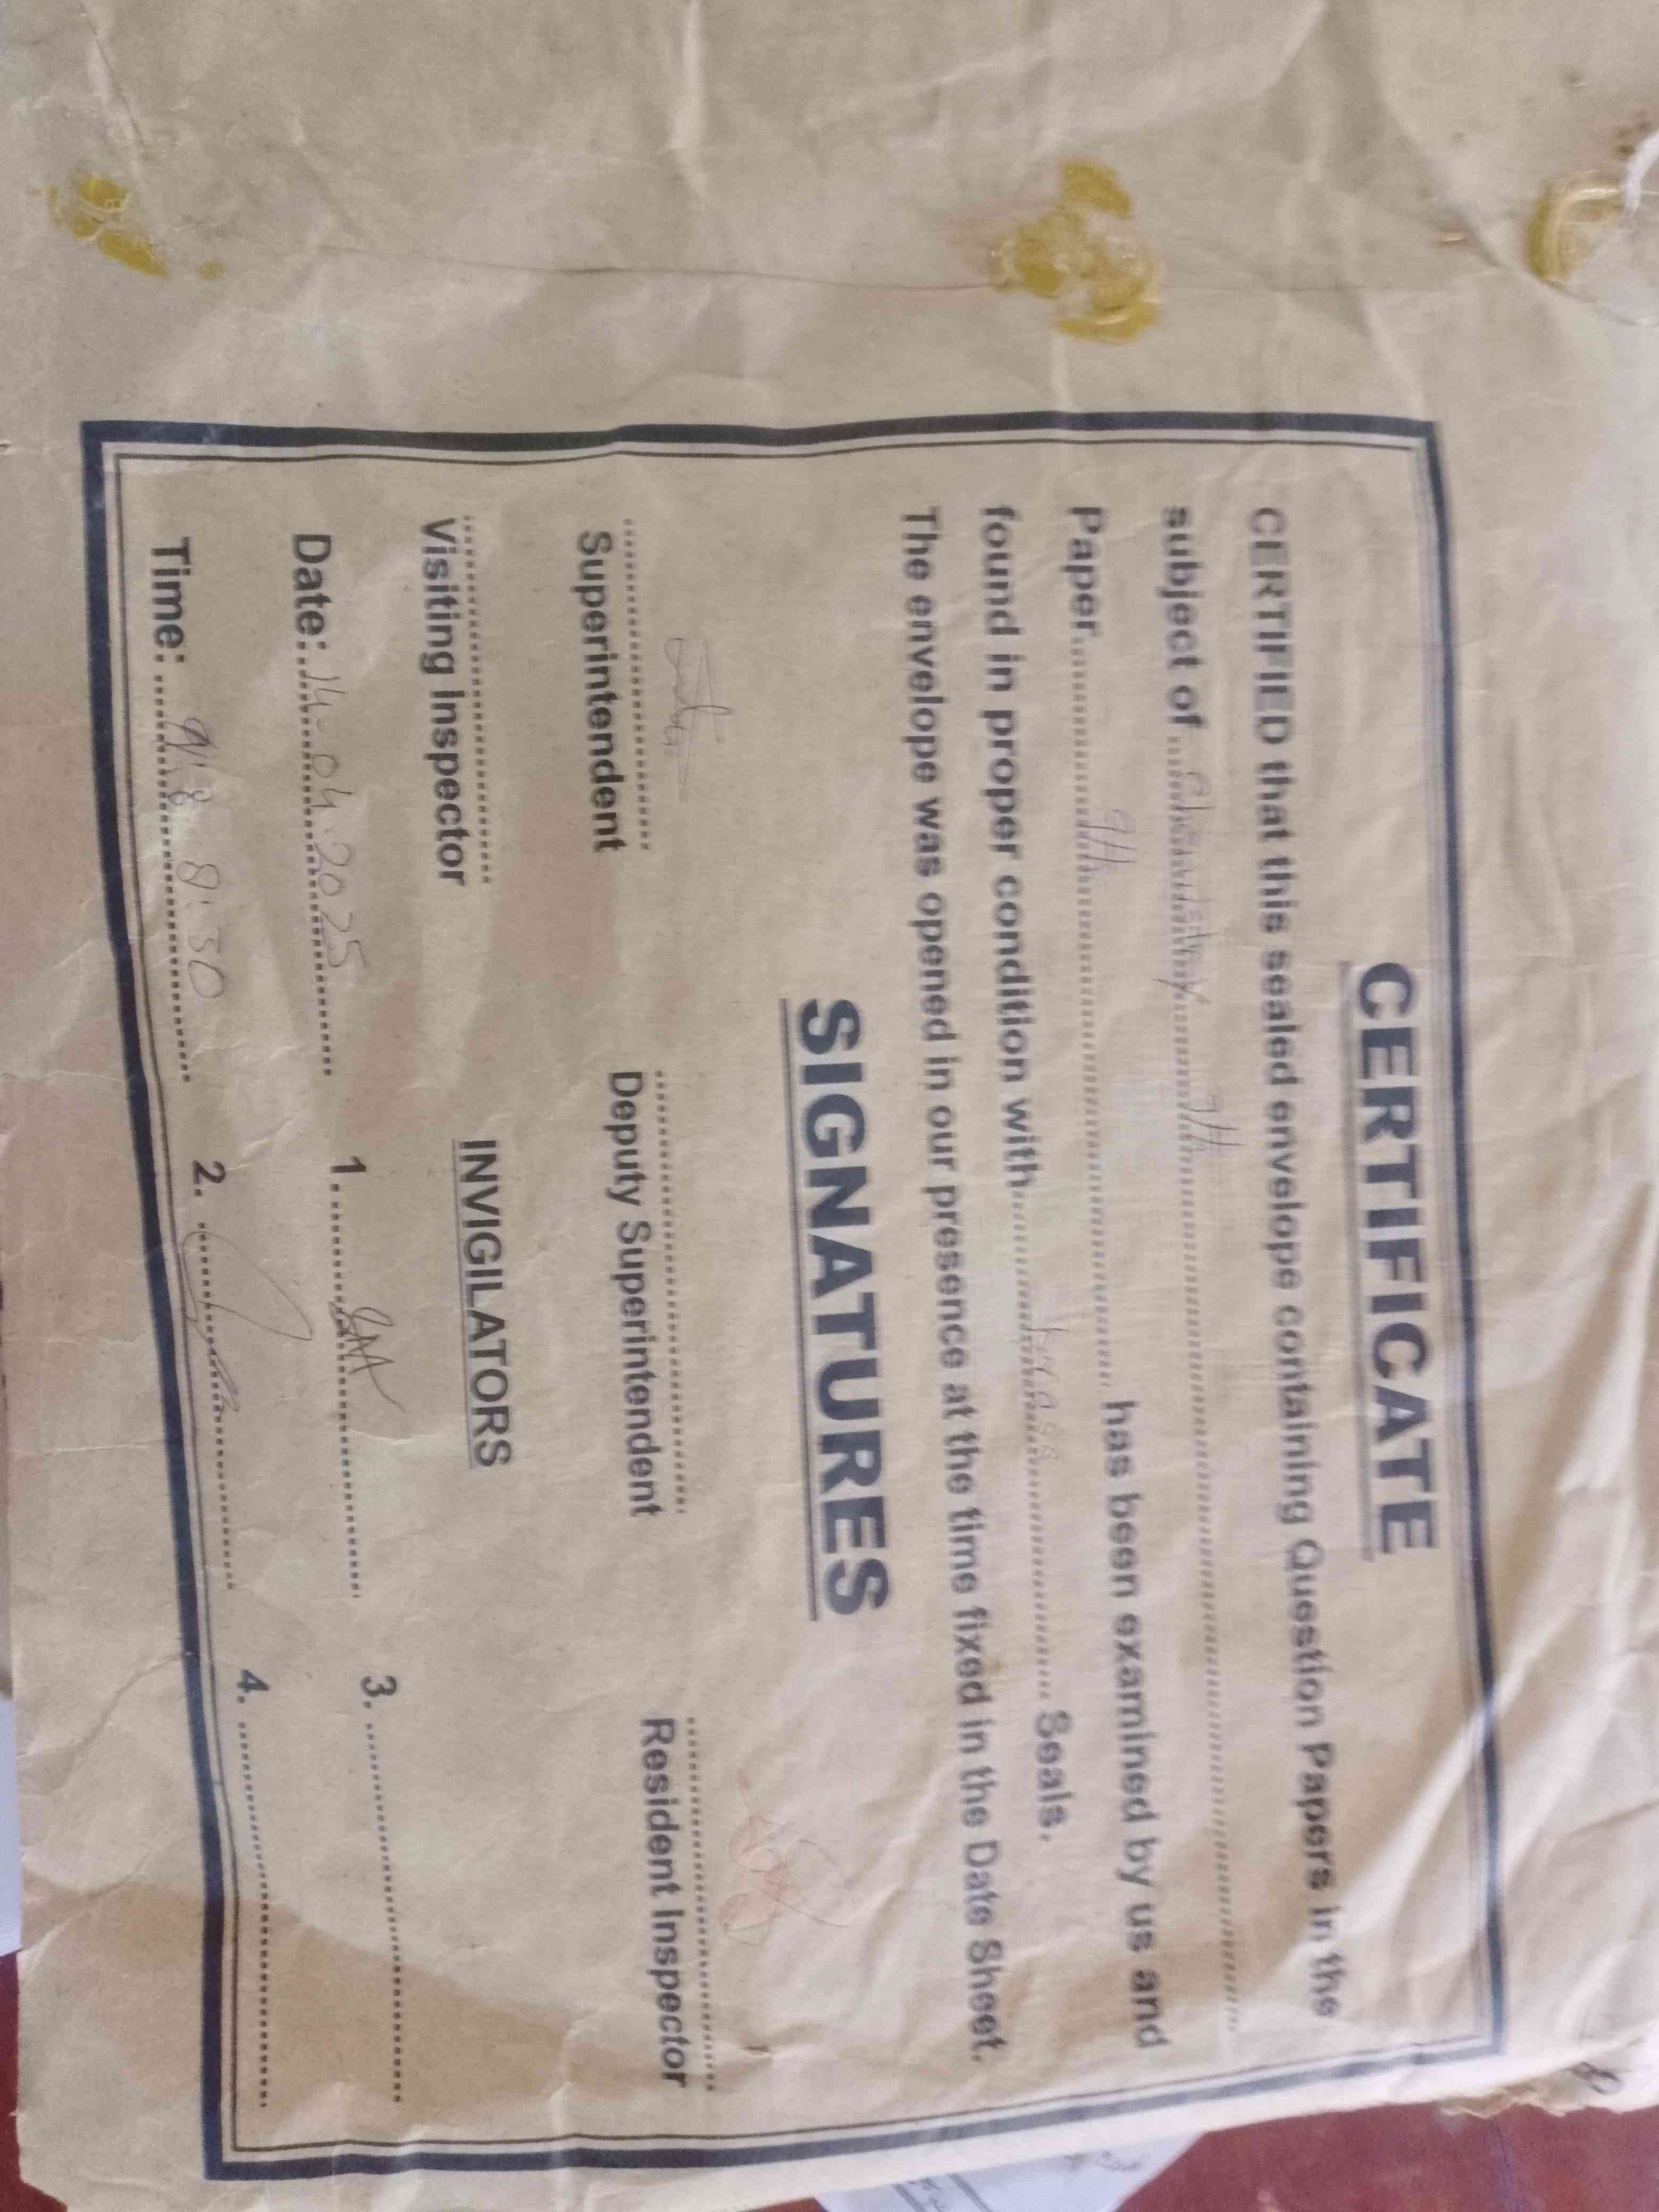 CERTIFICATE
CERTIFIED that this sealed envelope containing Question Papers in the
subject of Chemistry 9th
Paper 9th has been examined by us and
found in proper condition with Seals.
The envelope was opened in our presence at the time fixed in the Date Sheet.
SIGNATURES
Superintendent Deputy Superintendent Resident Inspector
Visiting Inspector INVIGILATORS
Date: 14-04-2025 1. 3.
Time: 8:30 2. 4.